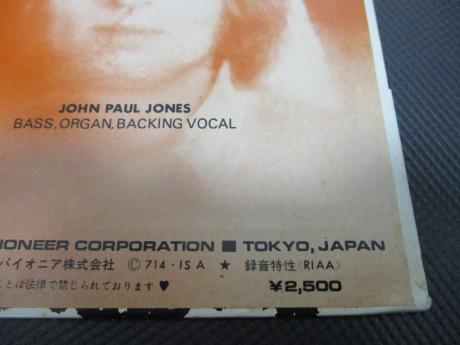 JOHN PAUL JONES
BASS, ORGAN, BACKING VOCAL
IONEER CORPORATION ■ TOKYO, JAPAN
パイオニア株式会社 Ⓒ 714・IS A ★ 録音特性〈RIAA〉
ことは法律で禁じられております♥ ¥2,500